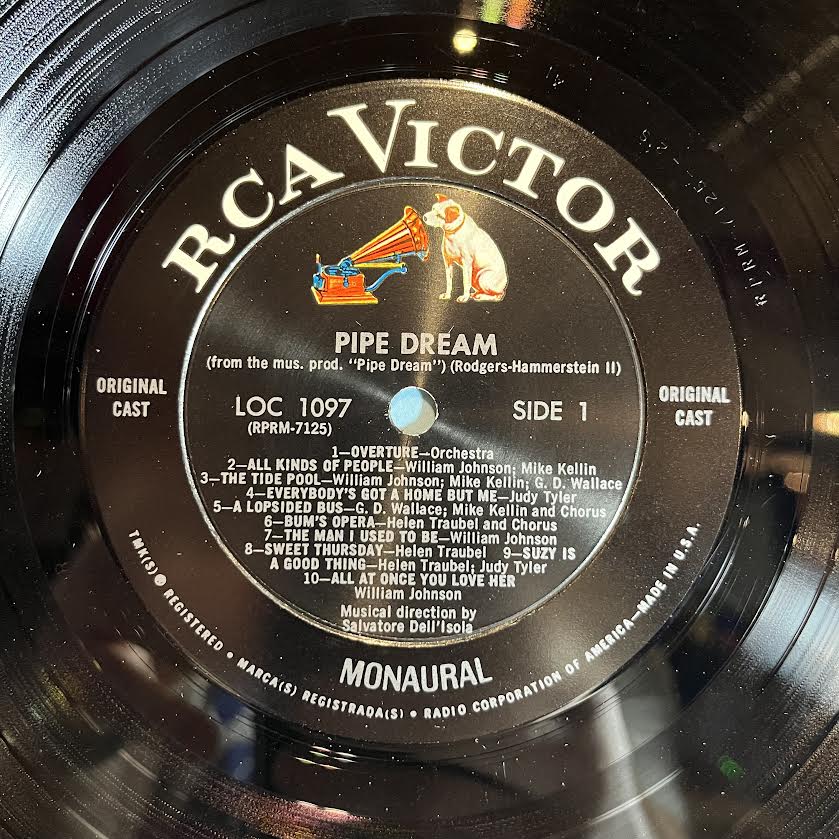 RCA VICTOR
PIPE DREAM
(from the mus. prod. "Pipe Dream") (Rodgers-Hammerstein II)
ORIGINAL
CAST
LOC 1097
(RPRM-7125)
SIDE 1
ORIGINAL
CAST
1—OVERTURE—Orchestra
2—ALL KINDS OF PEOPLE—William Johnson; Mike Kellin
3—THE TIDE POOL—William Johnson; Mike Kellin; G. D. Wallace
4—EVERYBODY'S GOT A HOME BUT ME—Judy Tyler
5—A LOPSIDED BUS—G. D. Wallace; Mike Kellin and Chorus
6—BUM'S OPERA—Helen Traubel and Chorus
7—THE MAN I USED TO BE—William Johnson
8—SWEET THURSDAY—Helen Traubel 9—SUZY IS
A GOOD THING—Helen Traubel; Judy Tyler
10—ALL AT ONCE YOU LOVE HER
William Johnson
Musical direction by
Salvatore Dell'Isola
MONAURAL
TMK(S) ® REGISTERED • MARCA(S) REGISTRADA(S) • RADIO CORPORATION OF AMERICA—MADE IN U.S.A.